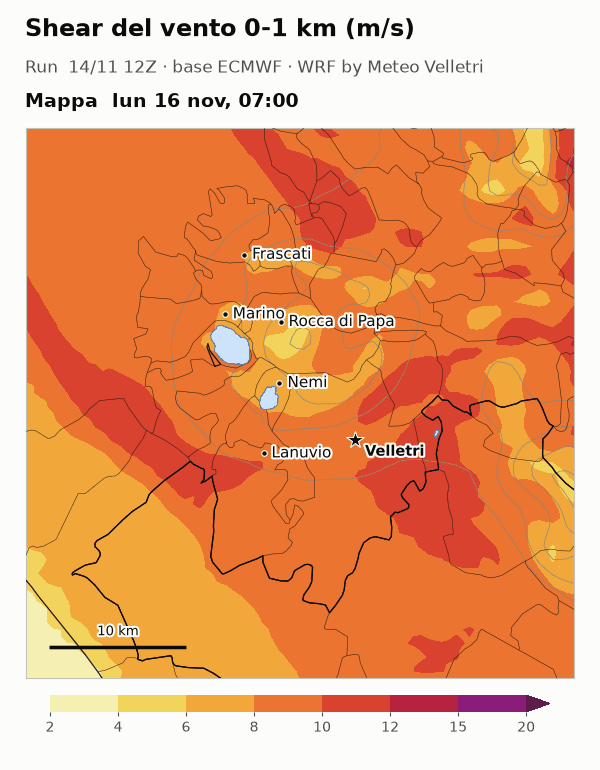 Shear del vento 0-1 km (m/s)
Run  14/11 12Z · base ECMWF · WRF by Meteo Velletri
Mappa  lun 16 nov, 07:00
Frascati
Marino
Rocca di Papa
Nemi
Velletri
Lanuvio
10 km
2 4 6 8 10 12 15 20